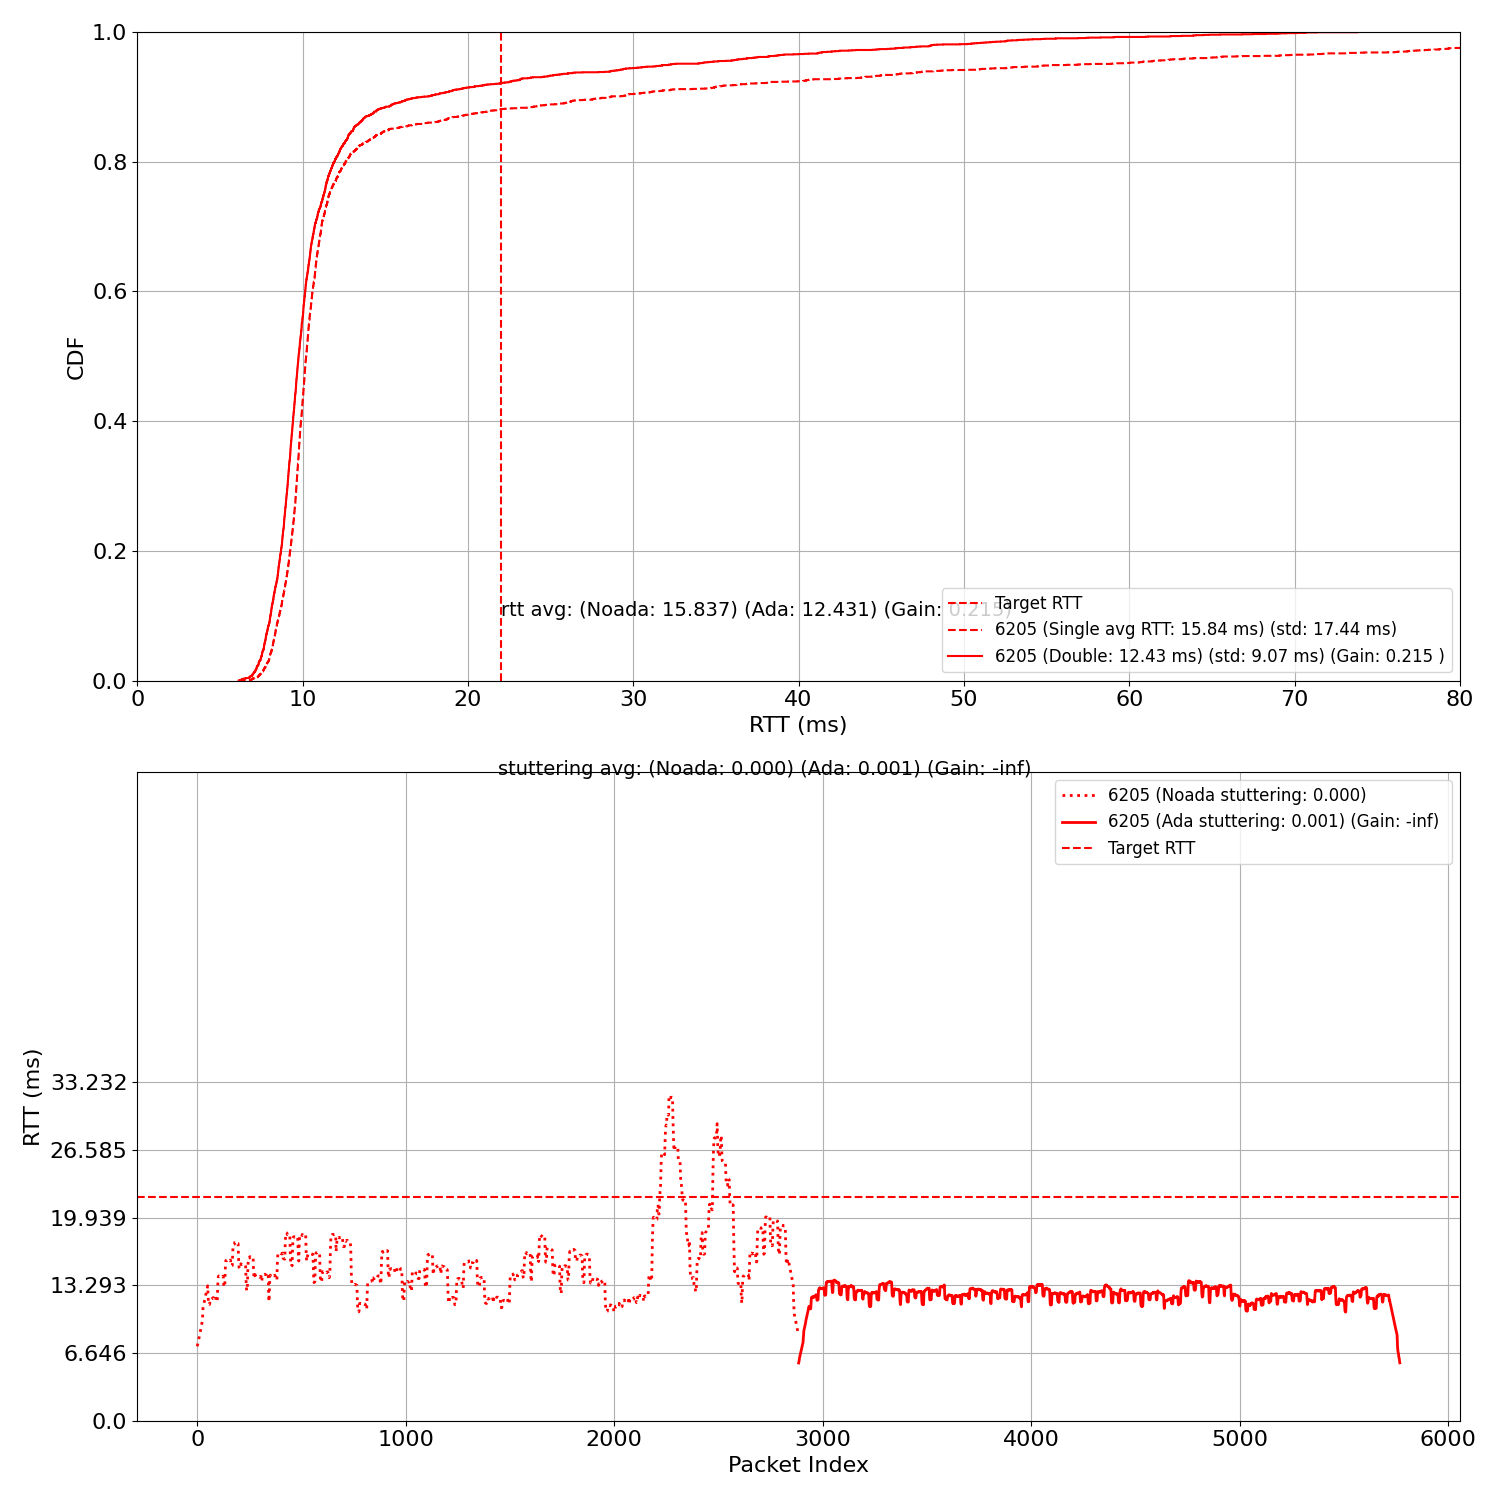 1.0
0.8
0.6
0.4
0.2
0.0
CDF
rtt avg: (Noada: 15.837) (Ada: 12.431) (Gain: 0.215)
Target RTT
6205 (Single avg RTT: 15.84 ms) (std: 17.44 ms)
6205 (Double: 12.43 ms) (std: 9.07 ms) (Gain: 0.215 )
0 10 20 30 40 50 60 70 80
RTT (ms)
stuttering avg: (Noada: 0.000) (Ada: 0.001) (Gain: -inf)
6205 (Noada stuttering: 0.000)
6205 (Ada stuttering: 0.001) (Gain: -inf)
Target RTT
33.232
26.585
19.939
13.293
6.646
0.0
RTT (ms)
0 1000 2000 3000 4000 5000 6000
Packet Index